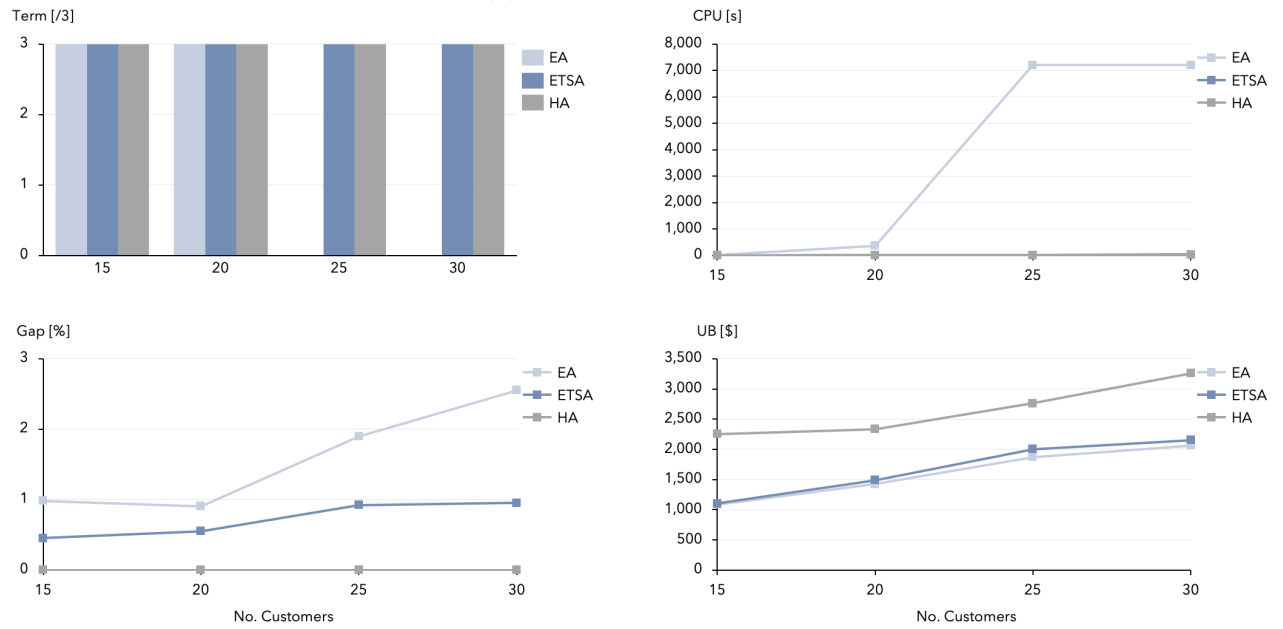 Term [/3]
3
2
1
0
15 20 25 30
EA
ETSA
HA
CPU [s]
8,000
7,000
6,000
5,000
4,000
3,000
2,000
1,000
0
15 20 25 30
EA
ETSA
HA
Gap [%]
3
2
1
0
15 20 25 30
No. Customers
EA
ETSA
HA
UB [$]
3,500
3,000
2,500
2,000
1,500
1,000
500
0
15 20 25 30
No. Customers
EA
ETSA
HA